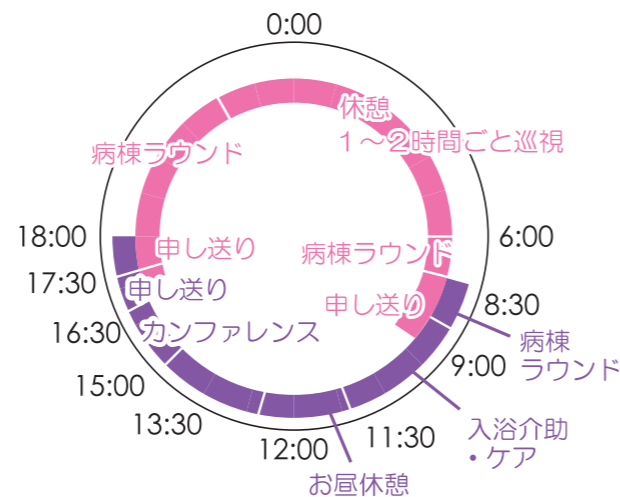 0:00
休憩
1～2時間ごと巡視
病棟ラウンド
18:00
申し送り
病棟ラウンド
6:00
17:30
申し送り
申し送り
8:30
16:30
カンファレンス
病棟
ラウンド
9:00
15:00
13:30
12:00
11:30
入浴介助
・ケア
お昼休憩